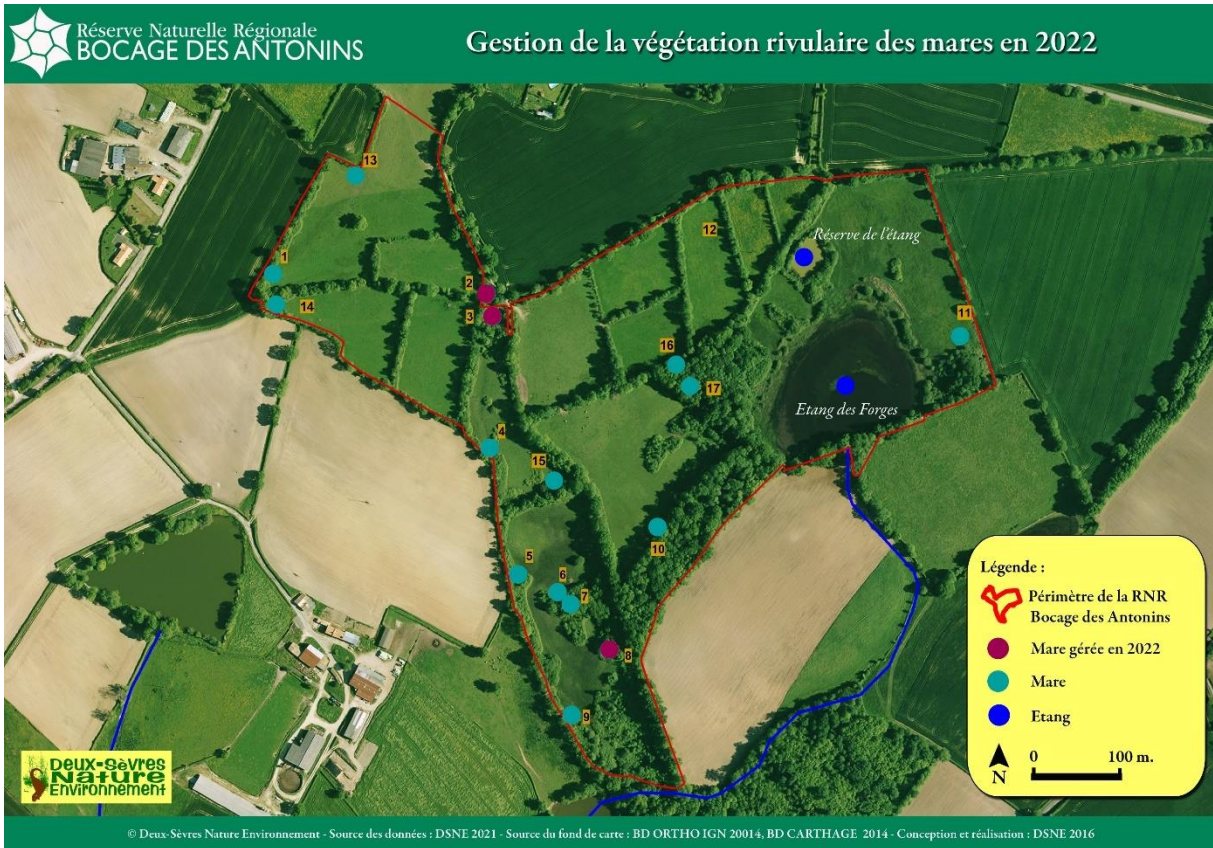 Réserve Naturelle Régionale
BOCAGE DES ANTONINS
Gestion de la végétation rivulaire des mares en 2022
13
12
Réserve de l'étang
1
2
14
3
11
16
17
Etang des Forges
4
15
10
5
6
7
8
9
Légende :
Périmètre de la RNR
Bocage des Antonins
Mare gérée en 2022
Mare
Etang
0 100 m.
N
Deux-Sèvres
Nature
Environnement
© Deux-Sèvres Nature Environnement - Source des données : DSNE 2021 - Source du fond de carte : BD ORTHO IGN 20014, BD CARTHAGE 2014 - Conception et réalisation : DSNE 2016